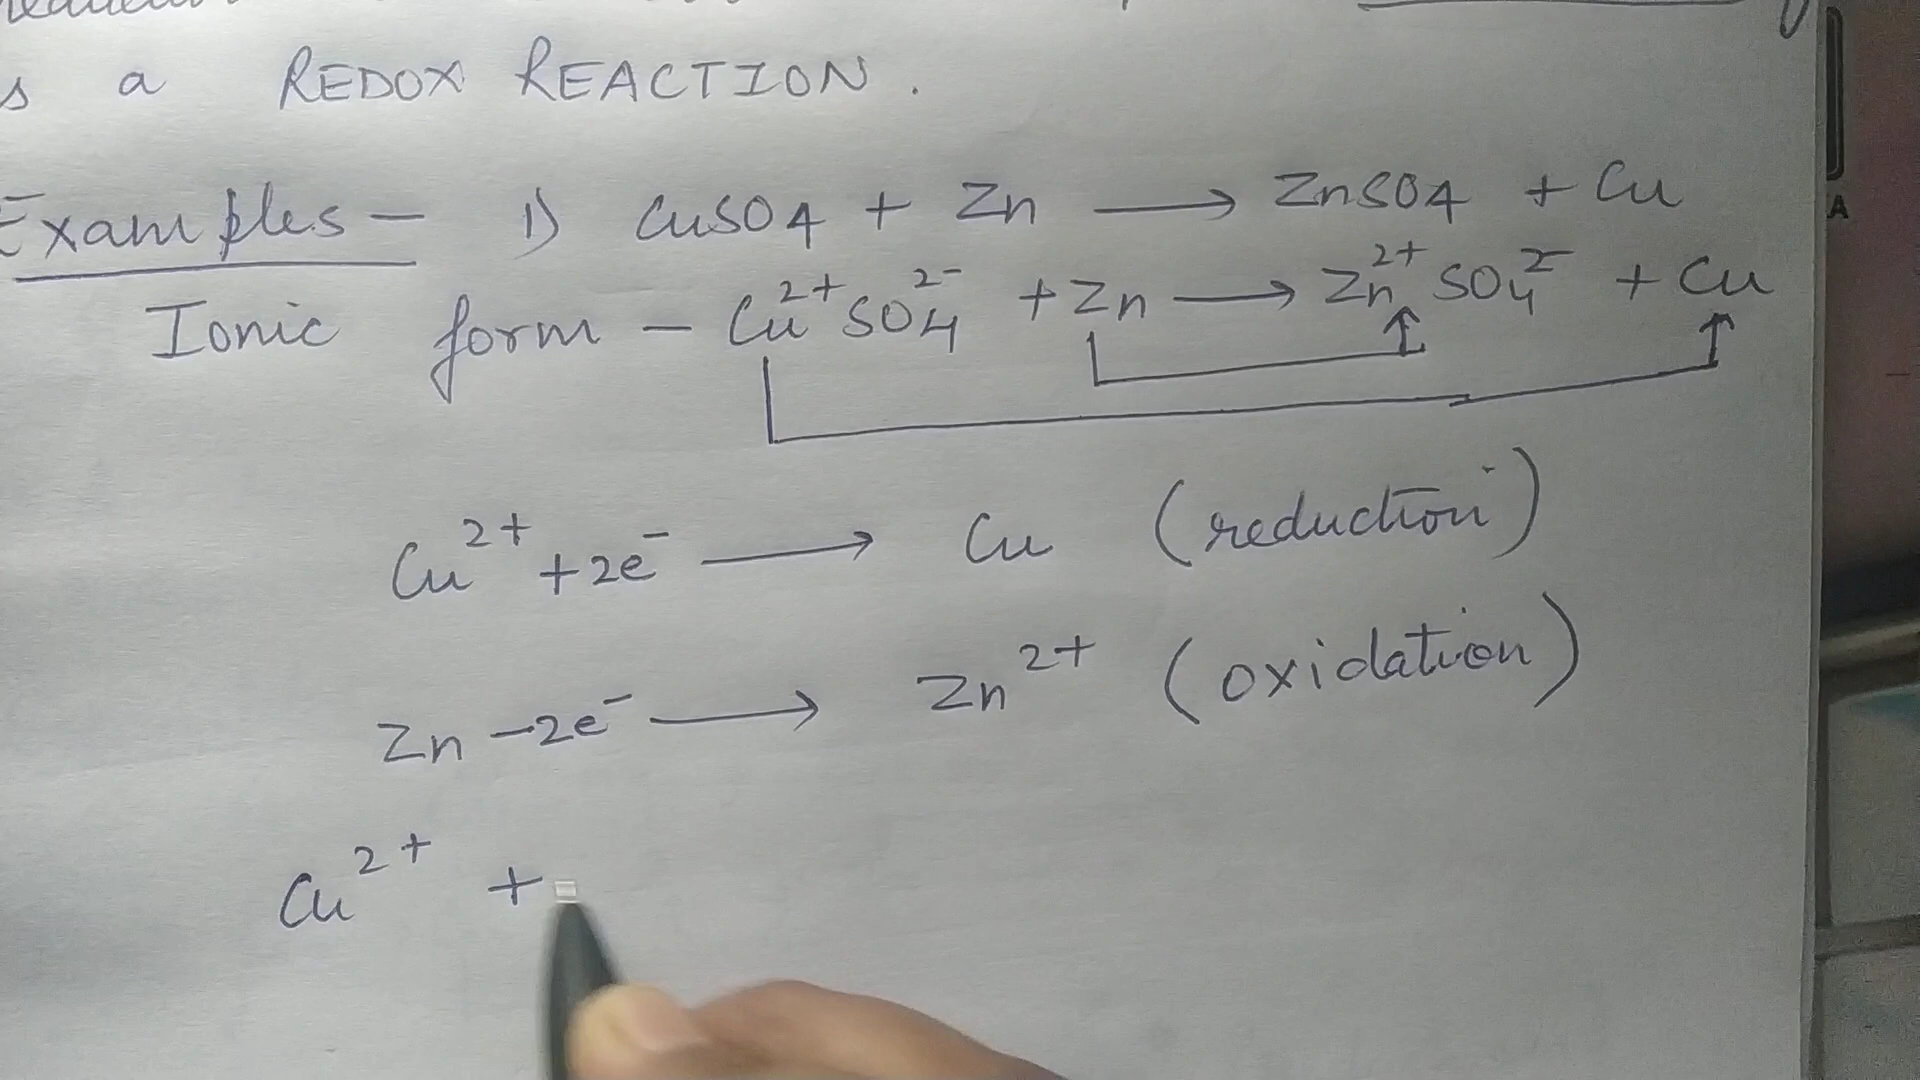 s a REDOX REACTION.
Examples - 1) CuSO4 + Zn → ZnSO4 + Cu
Ionic form - Cu²⁺SO₄²⁻ + Zn → Zn²⁺SO₄²⁻ + Cu
Cu²⁺ + 2e⁻ → Cu (reduction)
Zn - 2e⁻ → Zn²⁺ (oxidation)
Cu²⁺ +
A